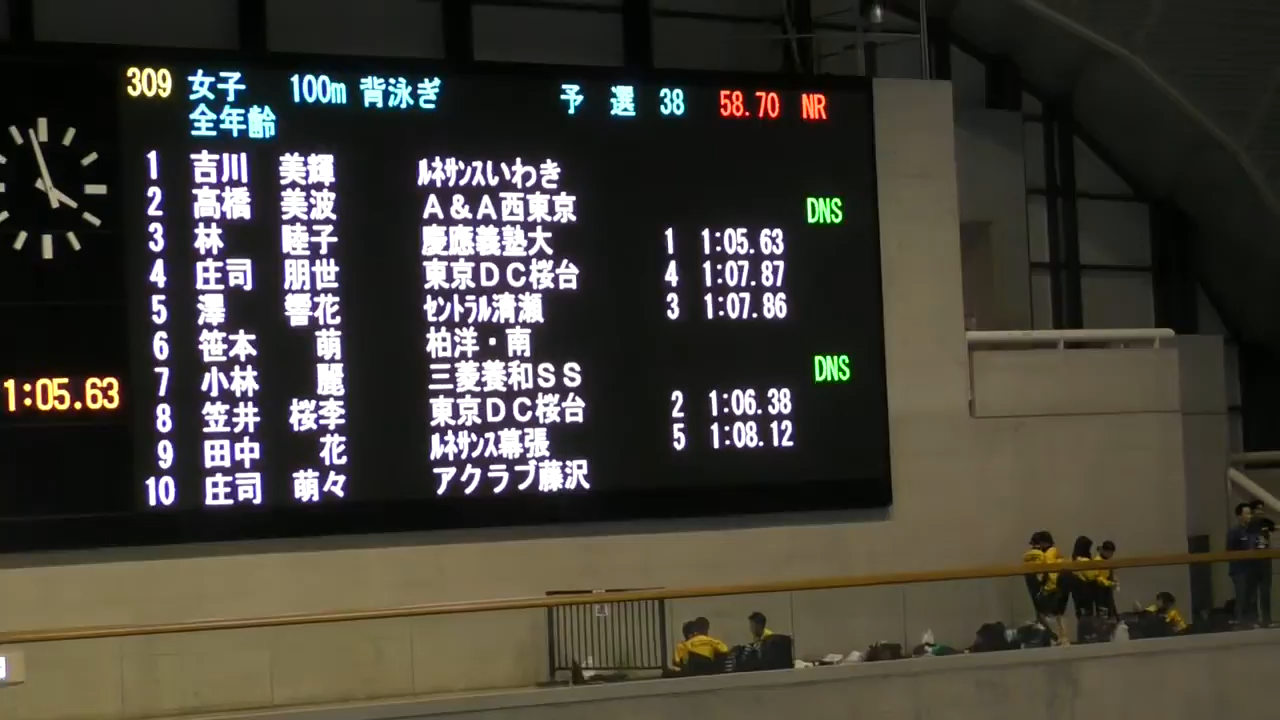 309 女子 100m 背泳ぎ 予 選 38 58.70 NR
全年齢
1 吉川 美輝 ﾙﾈｻﾝｽいわき
2 高橋 美波 Ａ＆Ａ西東京 DNS
3 林 睦子 慶應義塾大 1 1:05.63
4 庄司 朋世 東京ＤＣ桜台 4 1:07.87
5 澤 響花 ｾﾝﾄﾗﾙ清瀬 3 1:07.86
6 笹本 萌 柏洋・南
7 小林 麗 三菱養和ＳＳ DNS
8 笠井 桜李 東京ＤＣ桜台 2 1:06.38
9 田中 花 ﾙﾈｻﾝｽ幕張 5 1:08.12
10 庄司 萌々 アクラブ藤沢
1:05.63